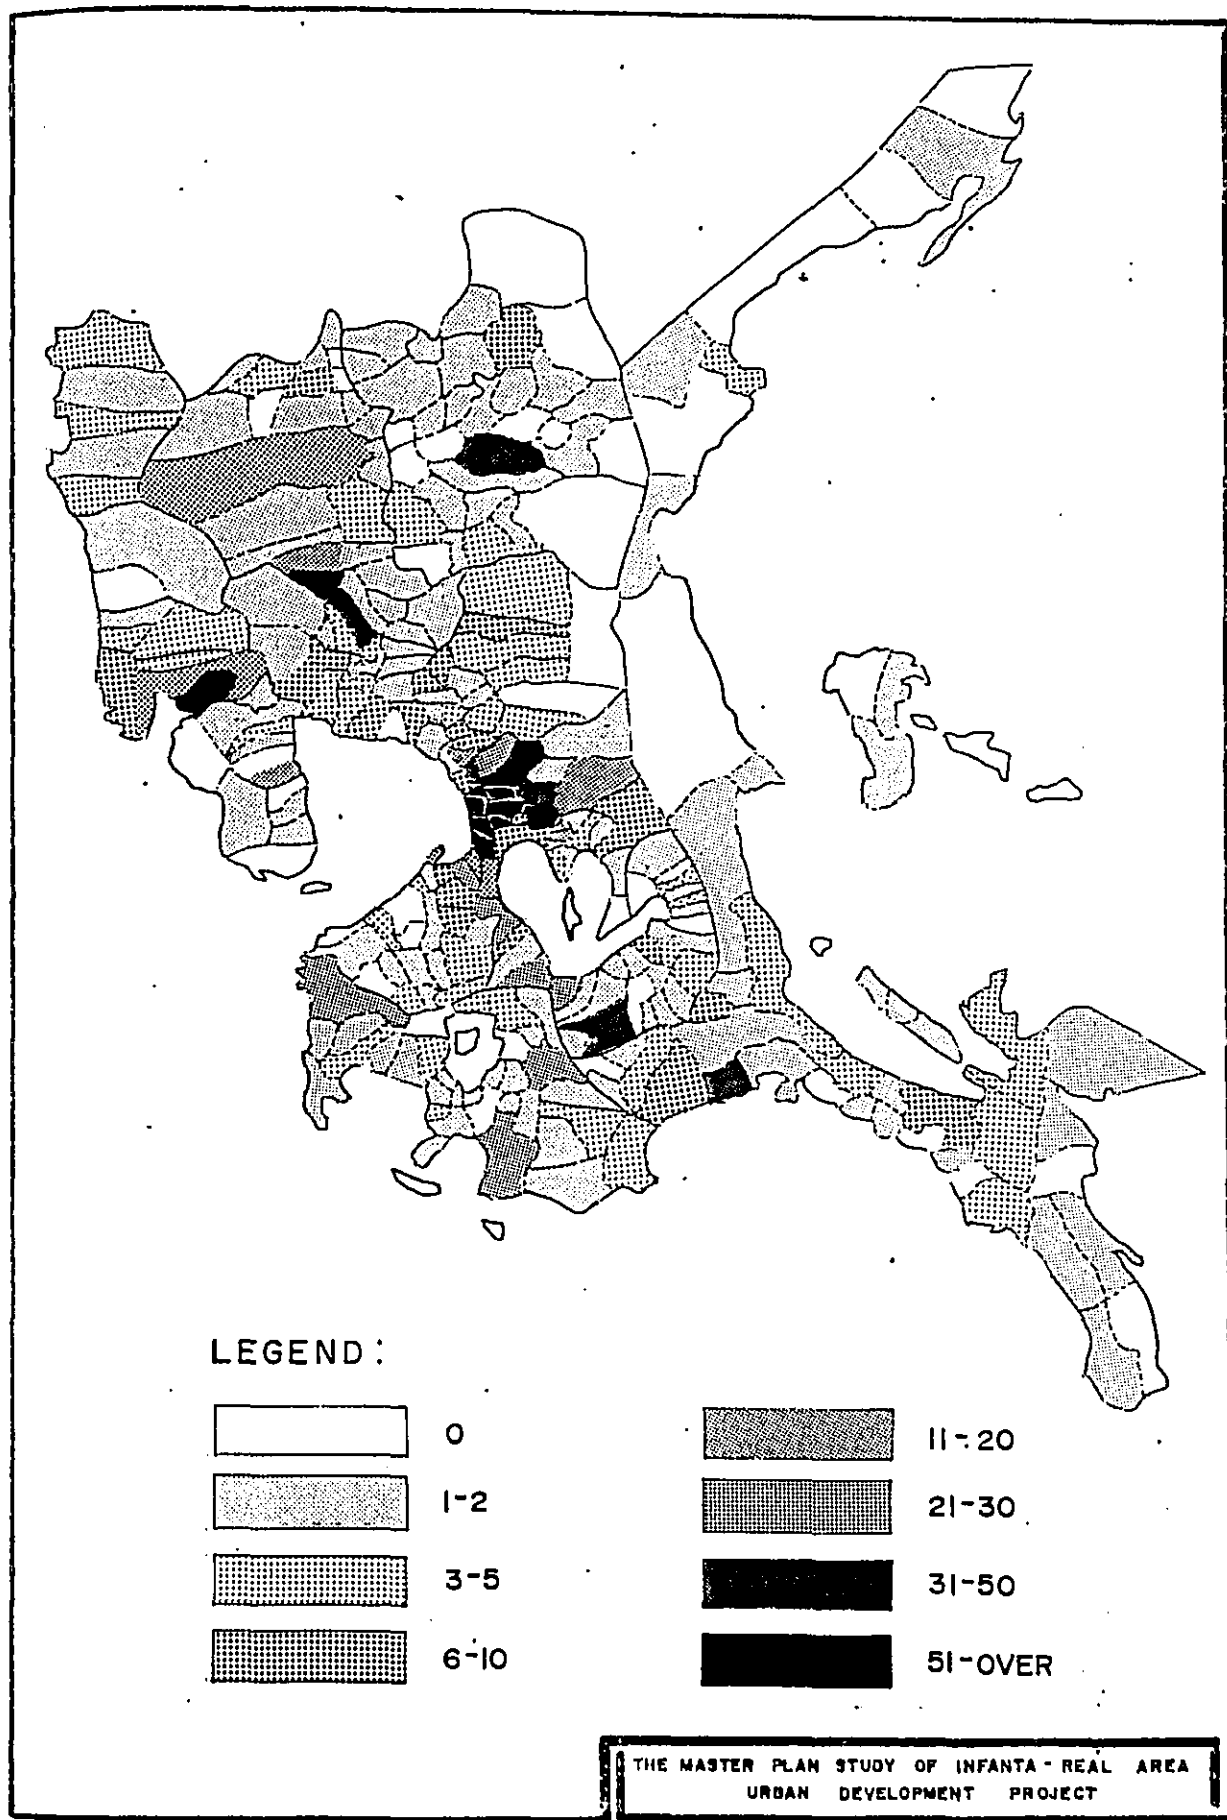 LEGEND:
0
1-2
3-5
6-10
11-20
21-30
31-50
51-OVER
THE MASTER PLAN STUDY OF INFANTA - REAL AREA
URBAN DEVELOPMENT PROJECT